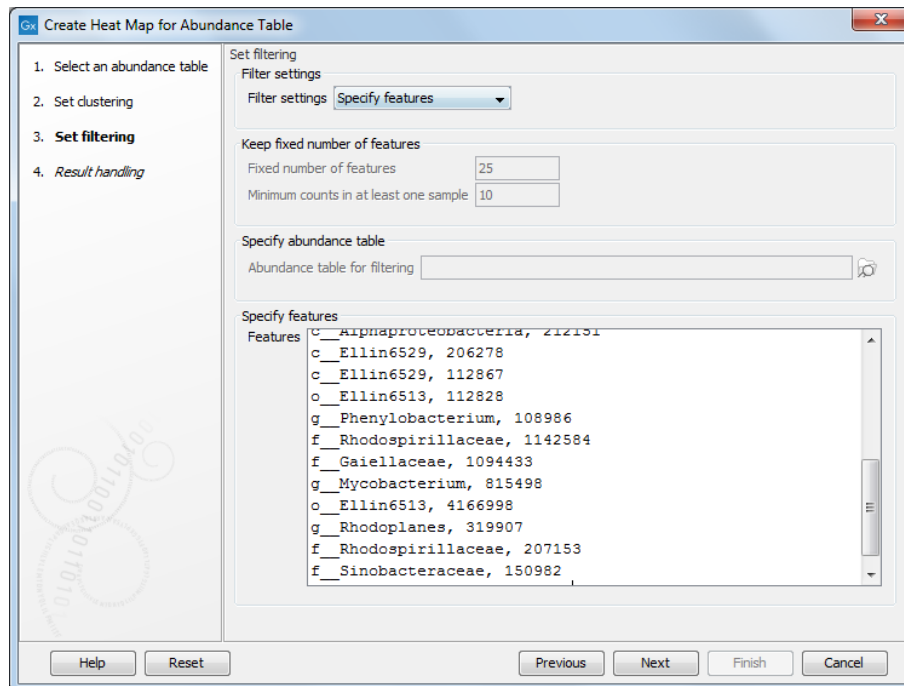 Gx Create Heat Map for Abundance Table
1. Select an abundance table
2. Set clustering
3. Set filtering
4. Result handling
Set filtering
Filter settings
Filter settings Specify features
Keep fixed number of features
Fixed number of features 25
Minimum counts in at least one sample 10
Specify abundance table
Abundance table for filtering
Specify features
Features c__Alphaproteobacteria, 212151
c__Ellin6529, 206278
c__Ellin6529, 112867
o__Ellin6513, 112828
g__Phenylobacterium, 108986
f__Rhodospirillaceae, 1142584
f__Gaiellaceae, 1094433
g__Mycobacterium, 815498
o__Ellin6513, 4166998
g__Rhodoplanes, 319907
f__Rhodospirillaceae, 207153
f__Sinobacteraceae, 150982
Help Reset Previous Next Finish Cancel